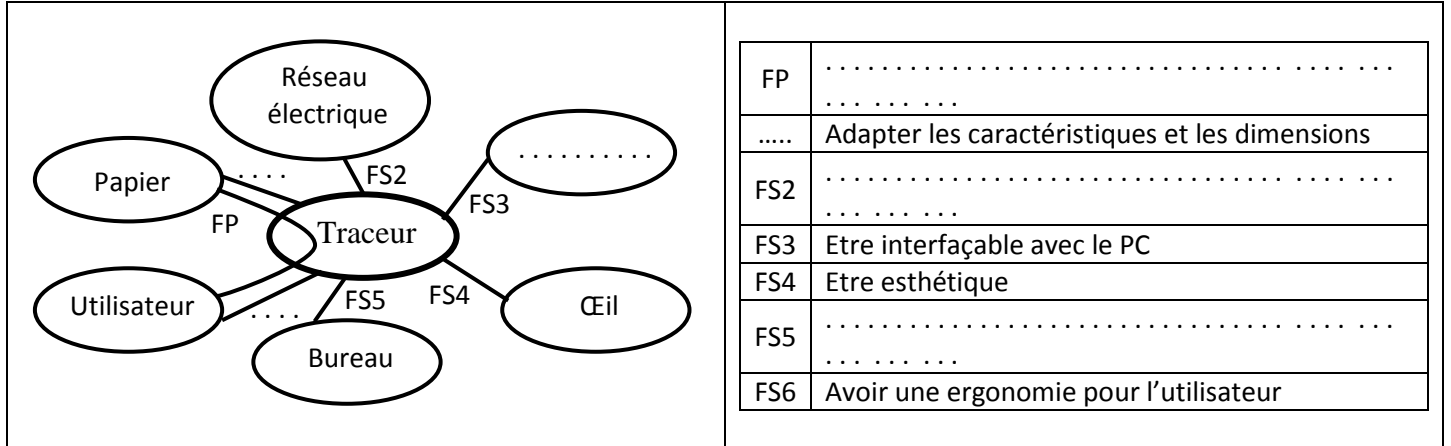 Réseau
électrique
. . . . . . . . . .
Papier
. . . .
FS2
FS3
FP
Traceur
Utilisateur
. . . .
FS5
FS4
Œil
Bureau
FP . . . . . . . . . . . . . . . . . . . . . . . . . . . . . . . . . . … . … …
… … …
….. Adapter les caractéristiques et les dimensions
FS2 . . . . . . . . . . . . . . . . . . . . . . . . . . . . . . . . . . … . … …
… … …
FS3 Etre interfaçable avec le PC
FS4 Etre esthétique
FS5 . . . . . . . . . . . . . . . . . . . . . . . . . . . . . . . . . . … . … …
… … …
FS6 Avoir une ergonomie pour l’utilisateur